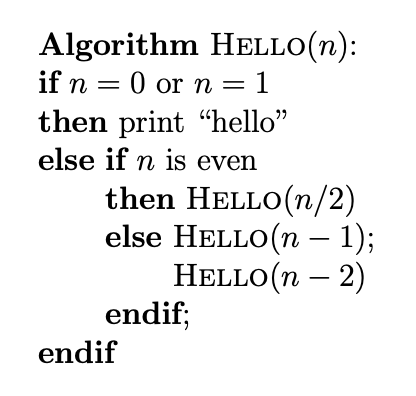 Algorithm HELLO(n):
if n = 0 or n = 1
then print “hello”
else if n is even
then HELLO(n/2)
else HELLO(n − 1);
HELLO(n − 2)
endif;
endif